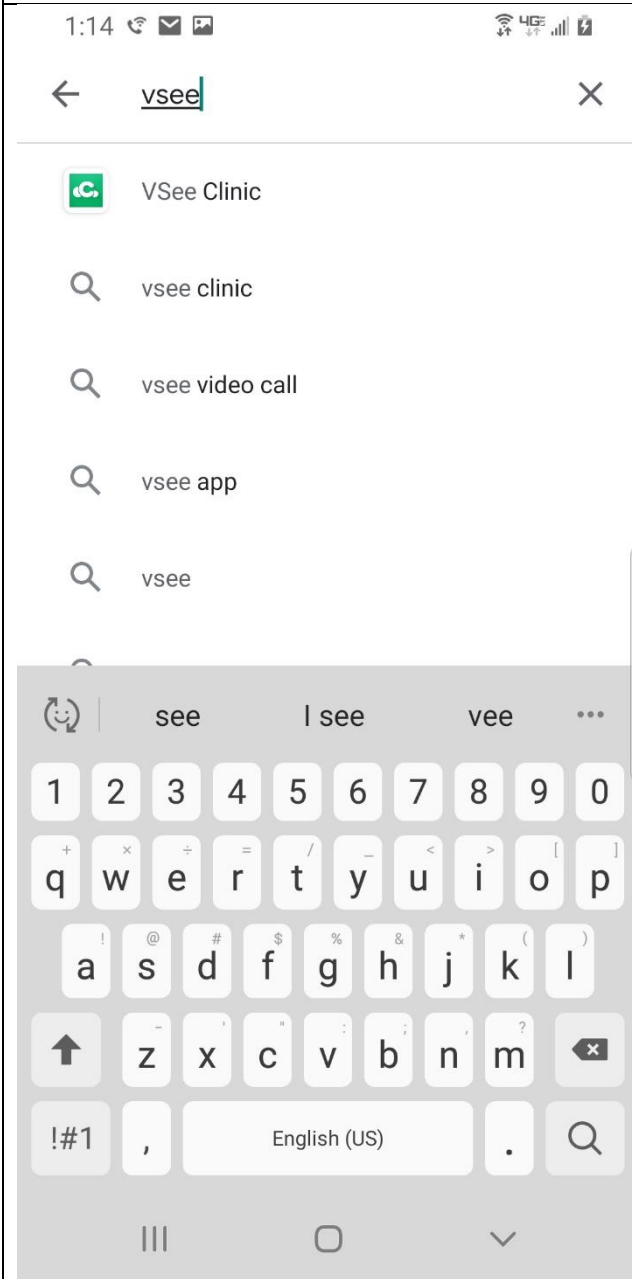 1:14 4GE
vsee
VSee Clinic
vsee clinic
vsee video call
vsee app
vsee
see I see vee
1 2 3 4 5 6 7 8 9 0
+ × ÷ = / _ < > [ ]
q w e r t y u i o p
! @ # $ % & * ( )
a s d f g h j k l
- ' " : ; , ?
z x c v b n m
!#1 , English (US) .